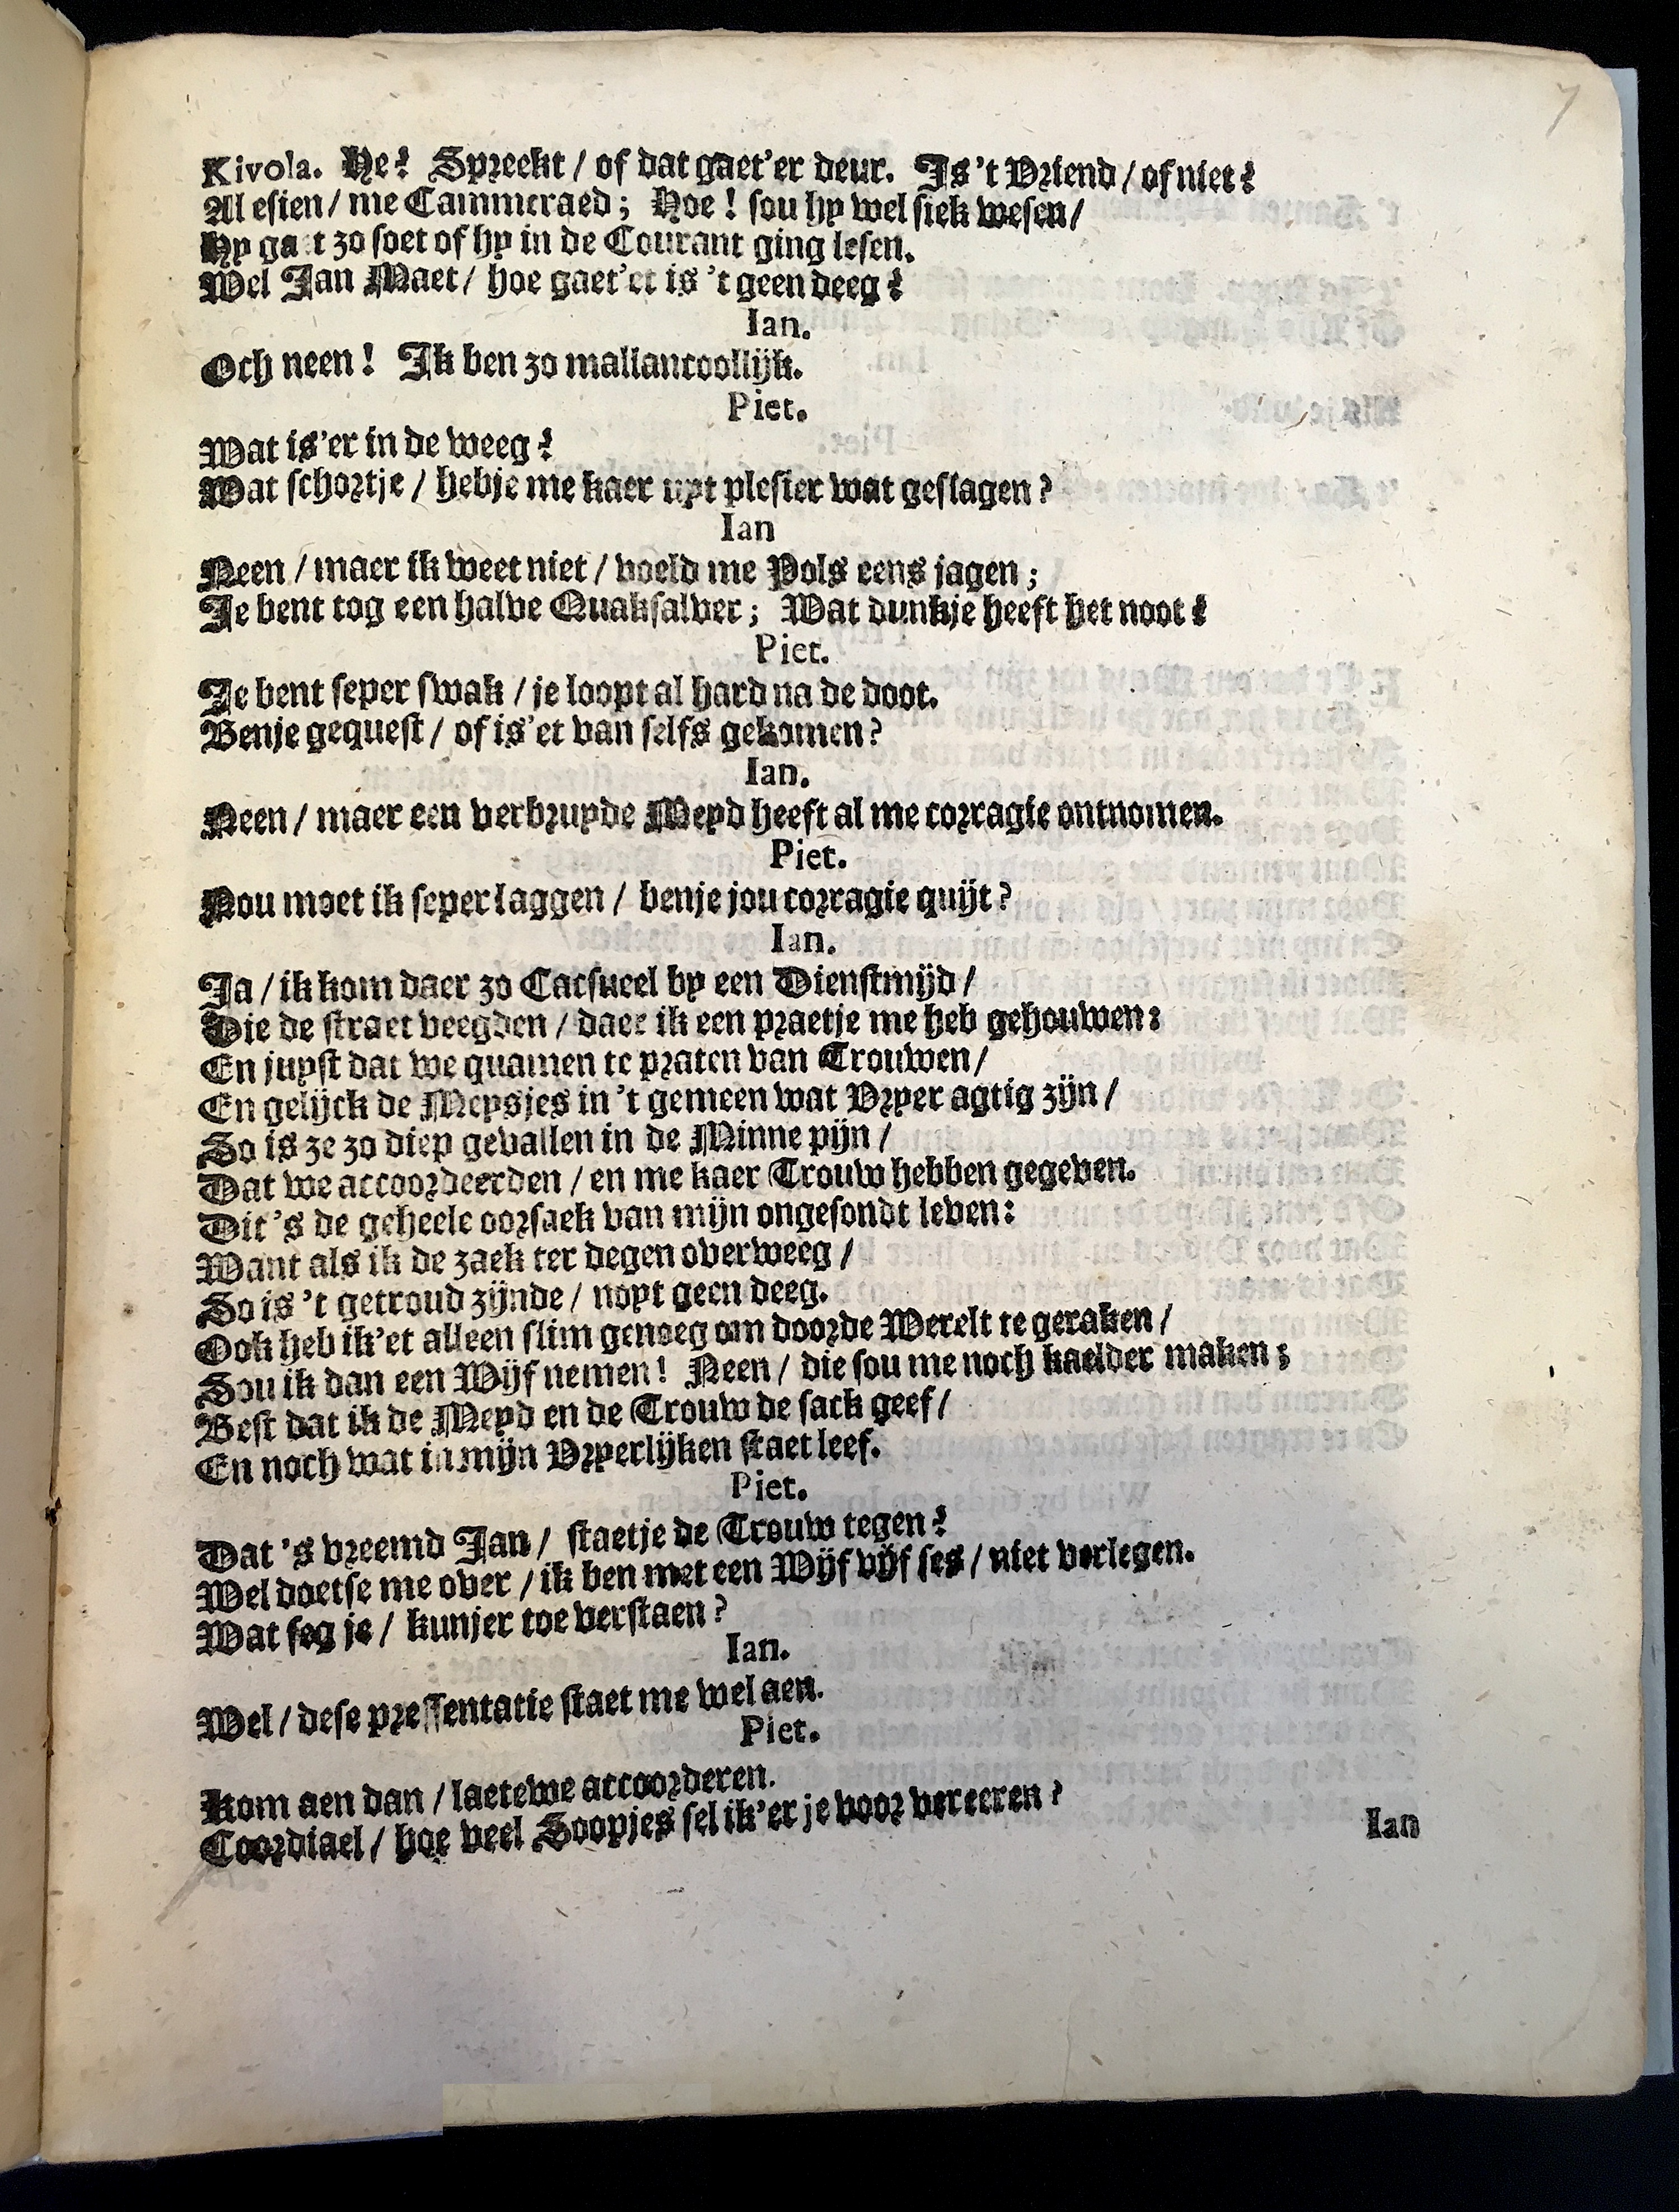 7
Kivola. He? Spreekt / of dat gaet'er deur. Is 't Vriend / of niet?
Al esien / me Cammeraed; Hoe! sou hy wel siek wesen /
Hy ga t zo soet of hy in de Courant ging lesen.
Wel Jan Maet / hoe gaet'et is 't geen deeg?
Ian.
Och neen! Ik ben zo mallancoollijk.
Piet.
Wat is'er in de weeg?
Wat schortje / hebje me kaer uyt plesier wat geslagen?
Ian
Neen / maer ik weet niet / voeld me Pols eens jagen;
Je bent tog een halve Quaksalver; Wat dunkje heeft het noot?
Piet.
Je bent seper swak / je loopt al hard na de doot.
Benje gequest / of is'et van selfs gekomen?
Ian.
Neen / maer een verbruyde Meyd heeft al me corragie ontnomen.
Piet.
Nou moet ik seper laggen / benje jou corragie quijt?
Ian.
Ja / ik kom daer zo Cacsueel by een Dienstmijd /
Die de straet veegden / daer ik een praetje me heb gehouwen:
En juyst dat we quamen te praten van Trouwen /
En gelijck de Meysjes in 't gemeen wat Vryer agtig zijn /
So is ze zo diep gevallen in de Minne pijn /
Dat we accoordeerden / en me kaer Trouw hebben gegeven.
Dit 's de geheele oorsaek van mijn ongesondt leven:
Want als ik de zaek ter degen overweeg /
So is 't getroud zijnde / noyt geen deeg.
Ook heb ik'et alleen slim genoeg om doorde Werelt te geraken /
Sou ik dan een Wijf nemen! Neen / die sou me noch kaelder maken;
Best dat ik de Meyd en de Trouw de sack geef /
En noch wat in mijn Vryerlijken staet leef.
Piet.
Dat 's vreemd Jan / staetje de Trouw tegen?
Wel doetse me over / ik ben met een Wijf vijf ses / niet verlegen.
Wat seg je / kunjer toe verstaen?
Ian.
Wel / dese pressentatie staet me wel aen.
Piet.
Kom aen dan / laetewe accoorderen.
Coordiael / hoe veel Soopjes sel ik'er je voor vereeren?
Ian